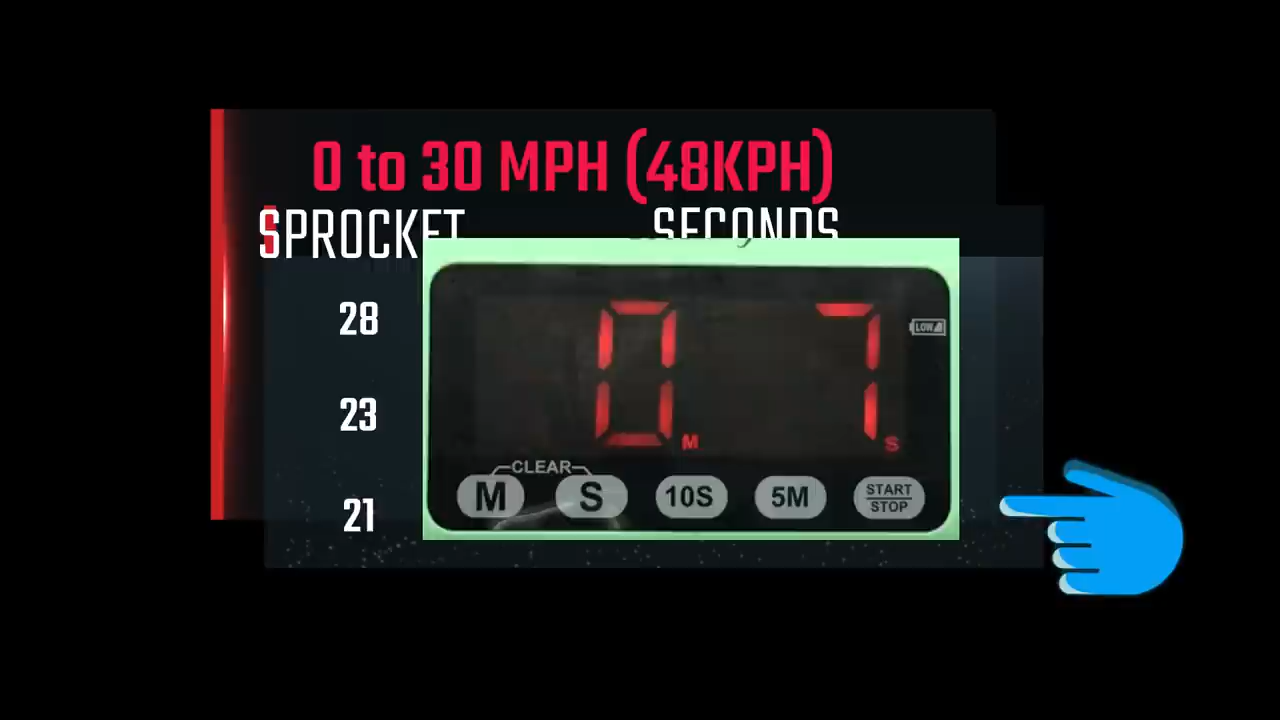 0 to 30 MPH (48KPH)
SPROCKET SECONDS
28
23
21
0 M 7 S
LOW
CLEAR
M S 10S 5M START STOP